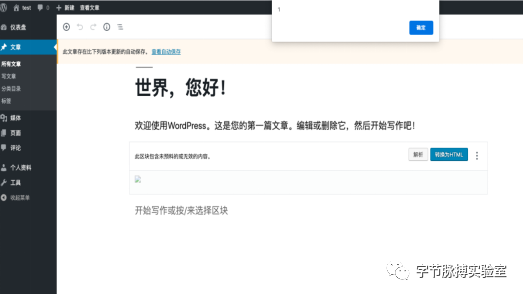 test 0 + 新建 查看文章
1
确定
仪表盘
文章
所有文章
写文章
分类目录
标签
媒体
页面
评论
个人资料
工具
收起菜单
此文章存在比下列版本更新的自动保存。 查看自动保存
世界，您好！
欢迎使用WordPress。这是您的第一篇文章。编辑或删除它，然后开始写作吧！
此区块包含未预料的或无效的内容。 解析 转换为HTML
开始写作或按/来选择区块
字节脉搏实验室